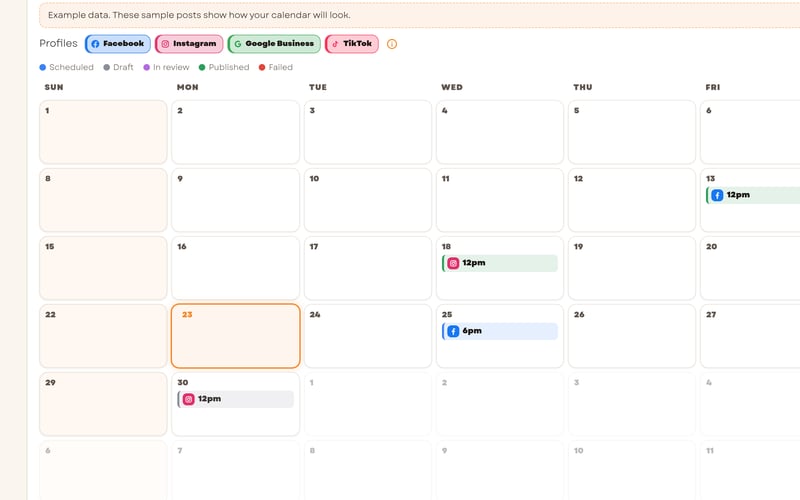 Example data. These sample posts show how your calendar will look.
Profiles Facebook Instagram Google Business TikTok
Scheduled Draft In review Published Failed
SUN MON TUE WED THU FRI
1 2 3 4 5 6
8 9 10 11 12 13
12pm
15 16 17 18 19 20
12pm
22 23 24 25 26 27
6pm
29 30 1 2 3 4
12pm
6 7 8 9 10 11